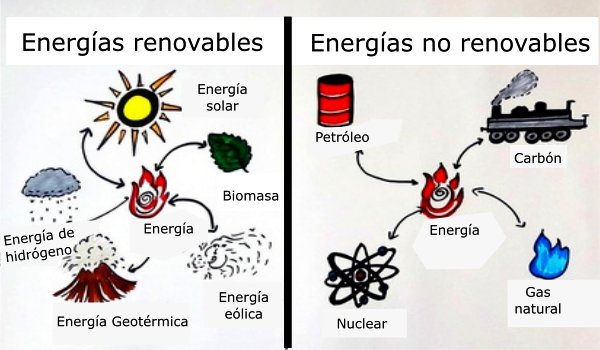 Energías renovables
Energía
solar
Biomasa
Energía
Energía de
hidrógeno
Energía
eólica
Energía Geotérmica
Energías no renovables
Petróleo
Carbón
Energía
Gas
natural
Nuclear